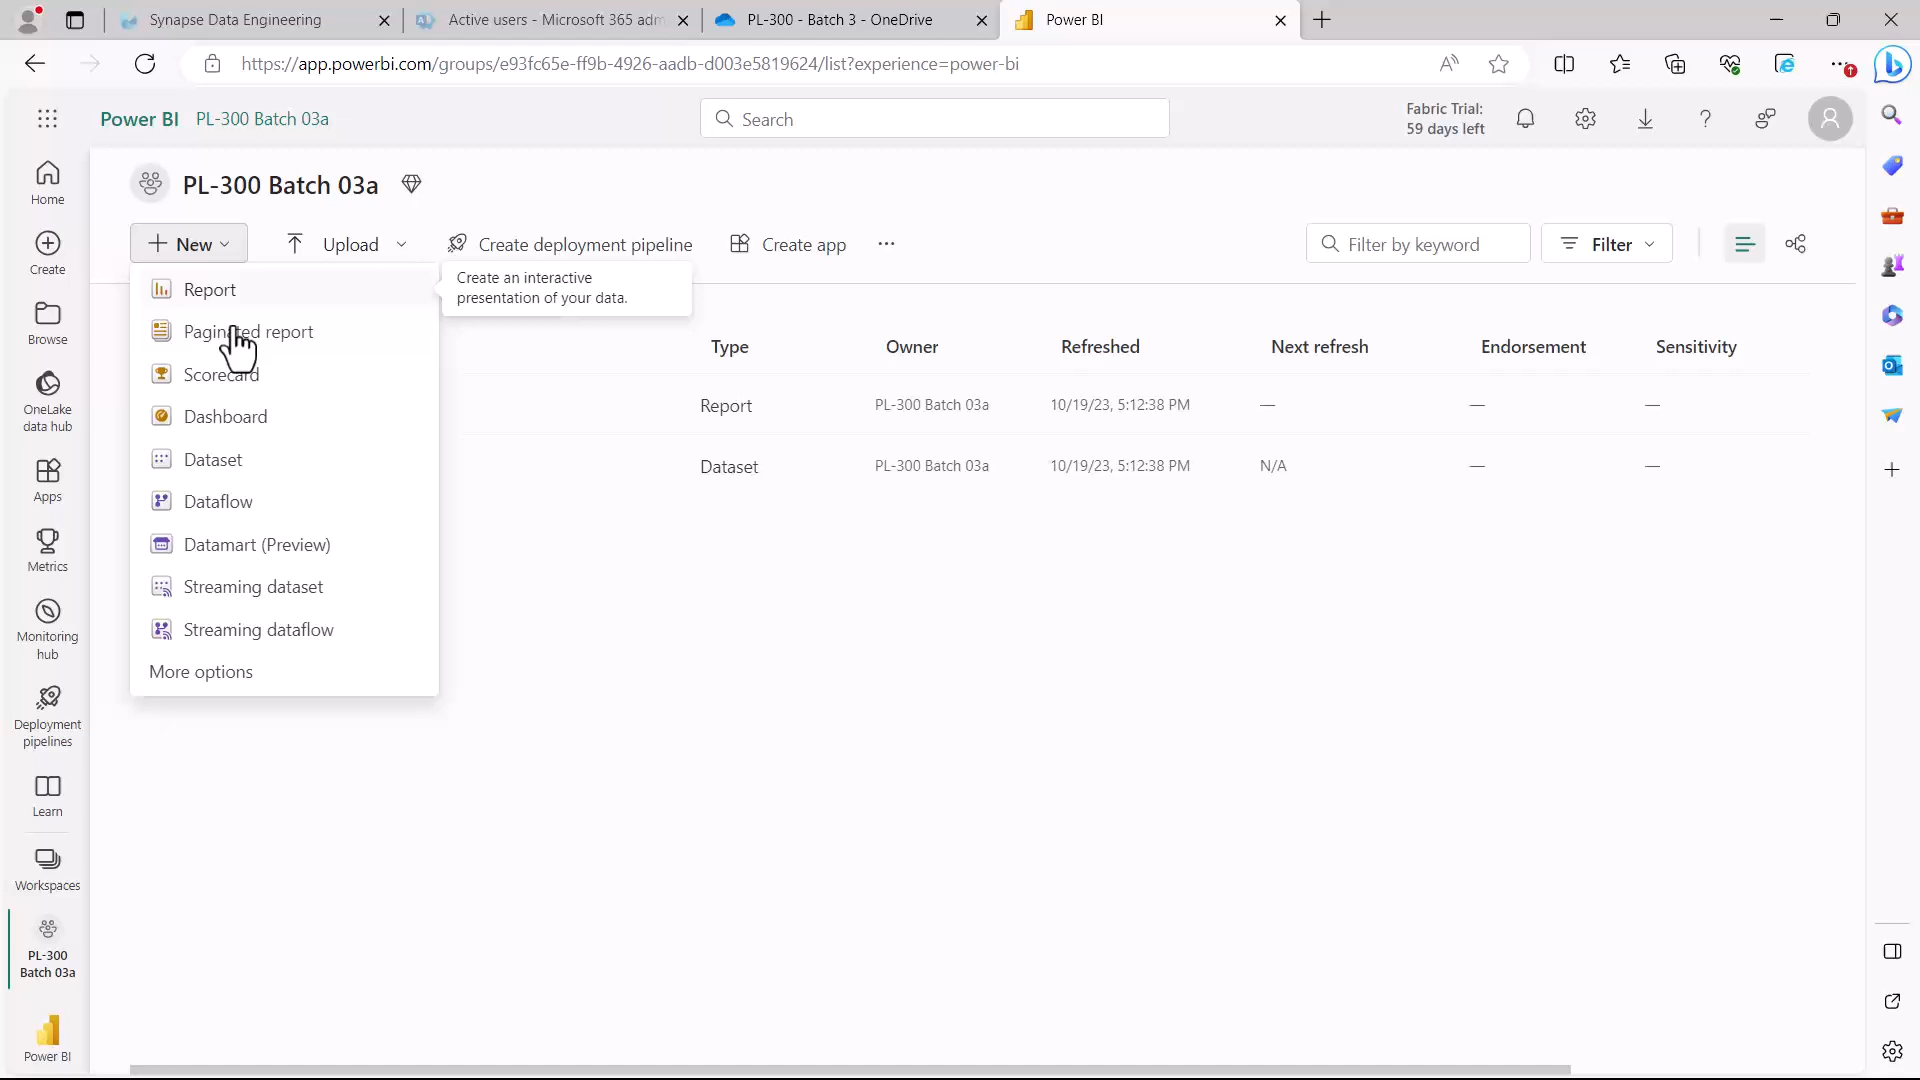 Synapse Data Engineering
Active users - Microsoft 365 adm
PL-300 - Batch 3 - OneDrive
Power BI
https://app.powerbi.com/groups/e93fc65e-ff9b-4926-aadb-d003e5819624/list?experience=power-bi
Power BI PL-300 Batch 03a
Search
Fabric Trial:
59 days left
Home
Create
Browse
OneLake
data hub
Apps
Metrics
Monitoring
hub
Deployment
pipelines
Learn
Workspaces
PL-300
Batch 03a
Power BI
PL-300 Batch 03a
New
Upload
Create deployment pipeline
Create app
Filter by keyword
Filter
Report
Paginated report
Scorecard
Dashboard
Dataset
Dataflow
Datamart (Preview)
Streaming dataset
Streaming dataflow
More options
Create an interactive
presentation of your data.
Type Owner Refreshed Next refresh Endorsement Sensitivity
Report PL-300 Batch 03a 10/19/23, 5:12:38 PM — — —
Dataset PL-300 Batch 03a 10/19/23, 5:12:38 PM N/A — —